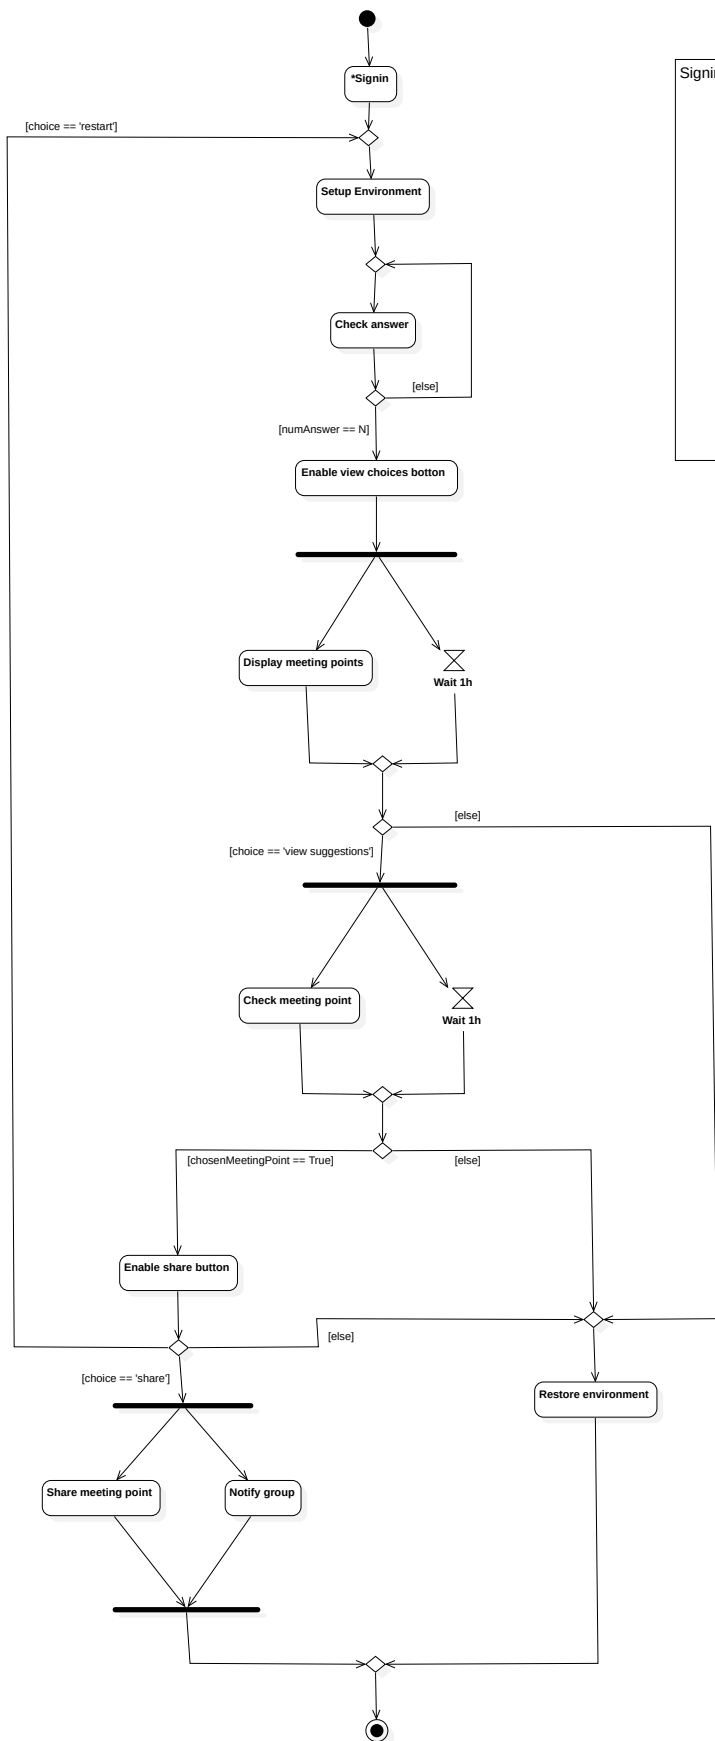 *Signin
Signin
[choice == 'restart']
Setup Environment
Check answer
[else]
[numAnswer == N]
Enable view choices botton
Display meeting points
Wait 1h
[else]
[choice == 'view suggestions']
Check meeting point
Wait 1h
[chosenMeetingPoint == True]
[else]
Enable share button
[else]
[choice == 'share']
Restore environment
Share meeting point
Notify group